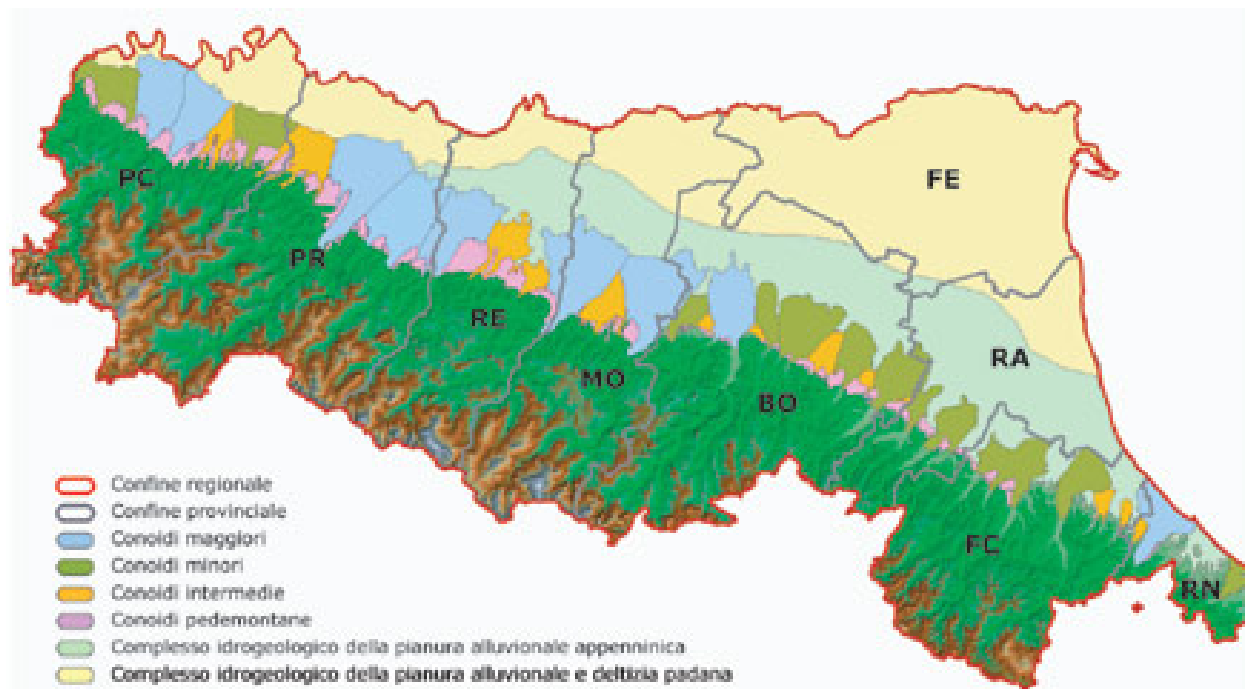 FE
PC
PR
RE
RA
MO
BO
FC
RN
Confine regionale
Confine provinciale
Conoidi maggiori
Conoidi minori
Conoidi intermedie
Conoidi pedemontane
Complesso idrogeologico della pianura alluvionale appenninica
Complesso idrogeologico della pianura alluvionale e deltizia padana